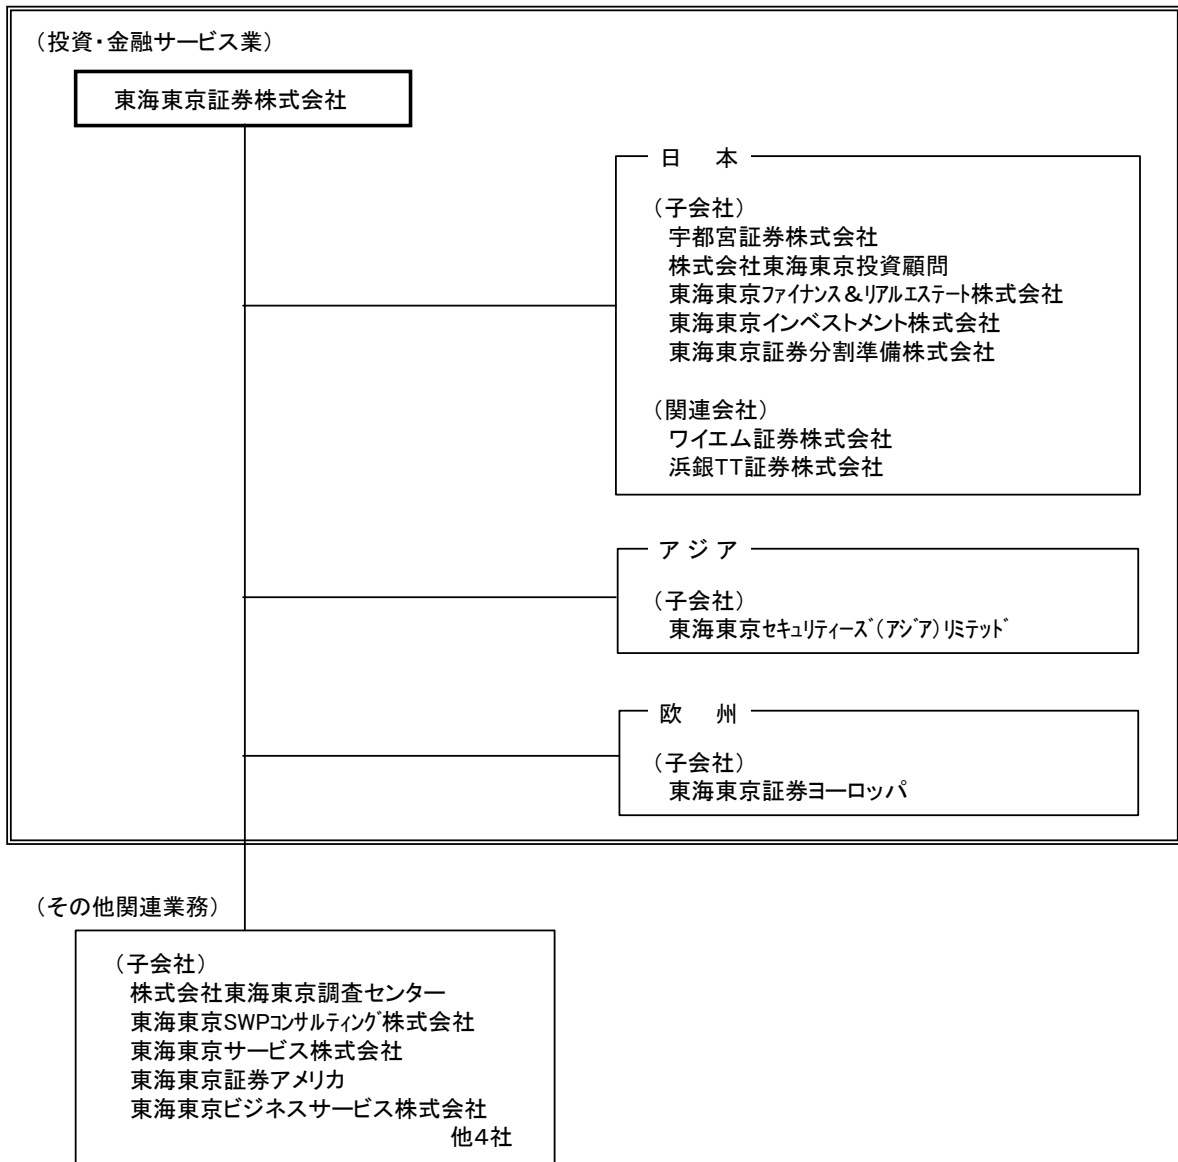 （投資・金融サービス業）
東海東京証券株式会社
日　本
（子会社）
宇都宮証券株式会社
株式会社東海東京投資顧問
東海東京ﾌｧｲﾅﾝｽ＆ﾘｱﾙｴｽﾃｰﾄ株式会社
東海東京インベストメント株式会社
東海東京証券分割準備株式会社
（関連会社）
ワイエム証券株式会社
浜銀TT証券株式会社
アジア
（子会社）
東海東京ｾｷｭﾘﾃｨｰｽﾞ（ｱｼﾞｱ）ﾘﾐﾃｯﾄﾞ
欧　州
（子会社）
東海東京証券ヨーロッパ
（その他関連業務）
（子会社）
株式会社東海東京調査センター
東海東京SWPｺﾝｻﾙﾃｨﾝｸﾞ株式会社
東海東京サービス株式会社
東海東京証券アメリカ
東海東京ビジネスサービス株式会社
他４社